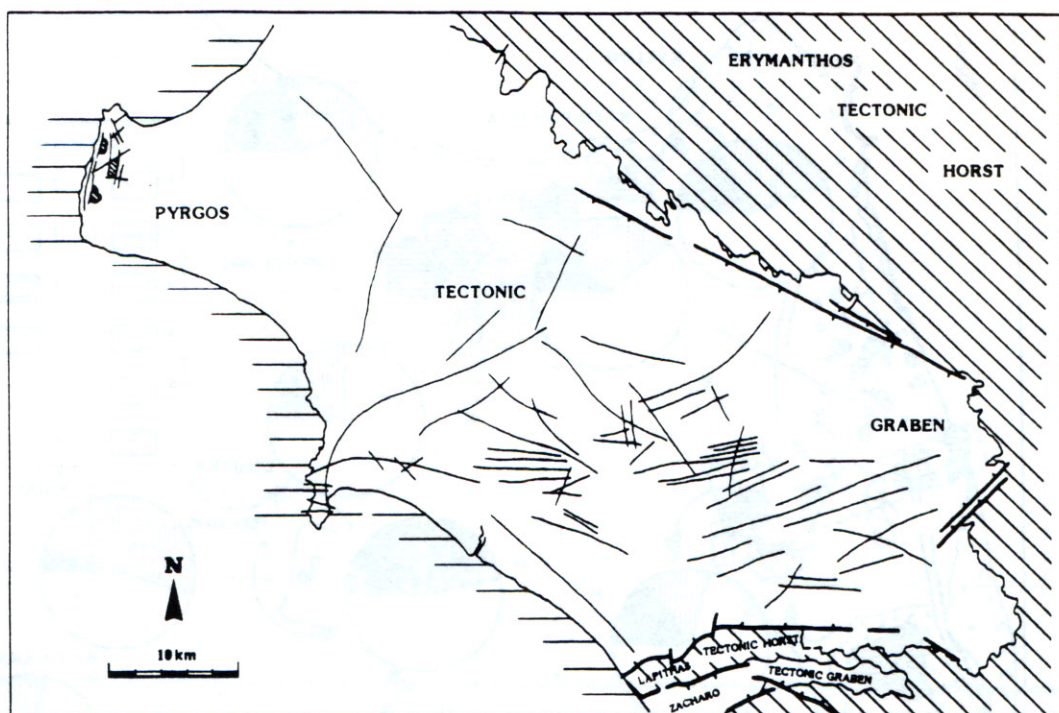 ERYMANTHOS
TECTONIC
HORST
PYRGOS
TECTONIC
GRABEN
N
10 km
LAPITHAS TECTONIC HORST
ZACHARO TECTONIC GRABEN